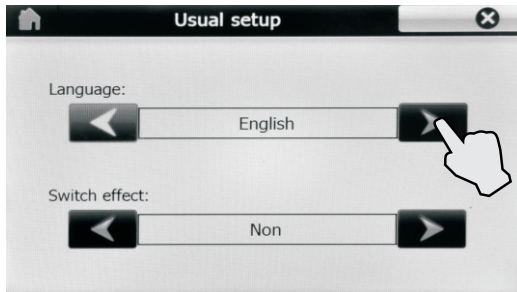 Usual setup
Language:
English
Switch effect:
Non